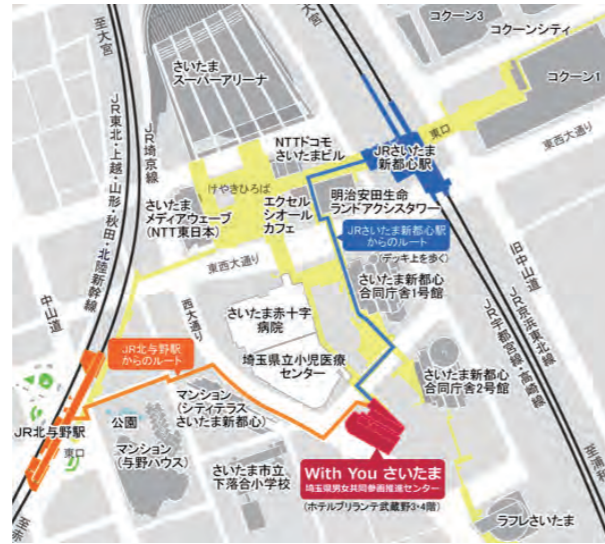 至大宮
至大宮
コクーン3
コクーンシティ
コクーン1
さいたま
スーパーアリーナ
JR東北・上越・山形・秋田・北陸新幹線
JR埼京線
NTTドコモ
さいたまビル
東口
JRさいたま
新都心駅
東西大通り
けやきひろば
明治安田生命
ランドアクシスタワー
エクセル
シオール
カフェ
さいたま
メディアウェーブ
(NTT東日本)
JRさいたま新都心駅
からのルート
(デッキ上を歩く)
東西大通り
旧中山道
中山道
西大通り
さいたま新都心
合同庁舎1号館
さいたま赤十字
病院
JR京浜東北線
JR宇都宮線・高崎線
JR北与野駅
からのルート
埼玉県立小児医療
センター
さいたま新都心
合同庁舎2号館
マンション
(シティテラス
さいたま新都心)
公園
JR北与野駅
東口
マンション
(与野ハウス)
さいたま市立
下落合小学校
With You さいたま
埼玉県男女共同参画推進センター
(ホテルブリランテ武蔵野3・4階)
ラフレさいたま